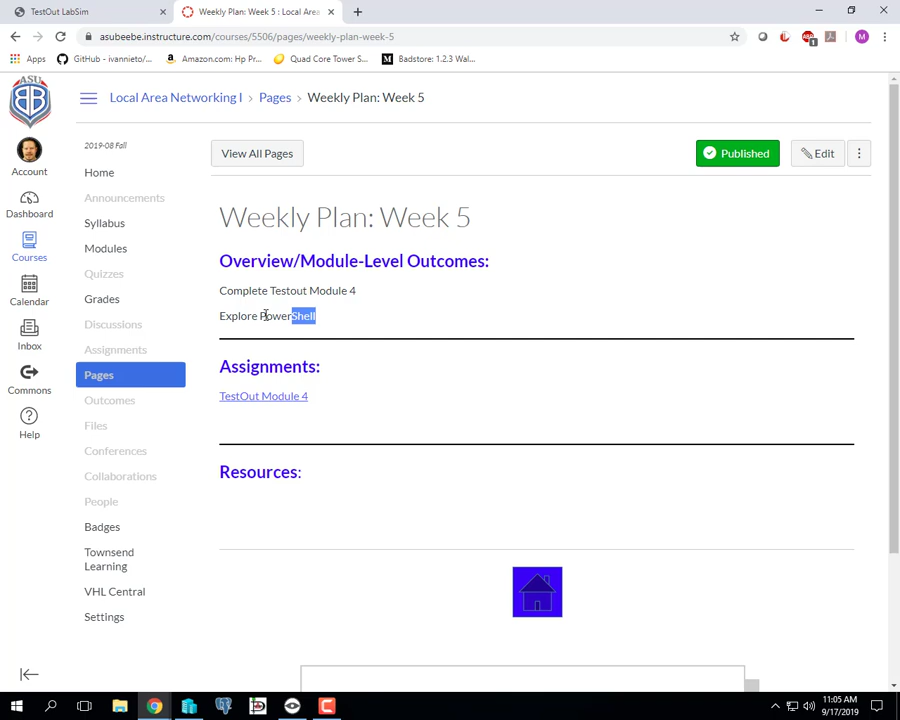 TestOut LabSim
Weekly Plan: Week 5 : Local Area
asubeebe.instructure.com/courses/5506/pages/weekly-plan-week-5
1
M
Apps
GitHub - ivannieto/...
Amazon.com: Hp Pr...
Quad Core Tower S...
Badstore: 1.2.3 Wal...
ASU
Local Area Networking I > Pages > Weekly Plan: Week 5
Account
Dashboard
Courses
Calendar
Inbox
Commons
Help
2019-08 Fall
Home
Announcements
Syllabus
Modules
Quizzes
Grades
Discussions
Assignments
Pages
Outcomes
Files
Conferences
Collaborations
People
Badges
Townsend
Learning
VHL Central
Settings
View All Pages
Published
Edit
Weekly Plan: Week 5
Overview/Module-Level Outcomes:
Complete Testout Module 4
Explore PowerShell
Assignments:
TestOut Module 4
Resources:
11:05 AM
9/17/2019